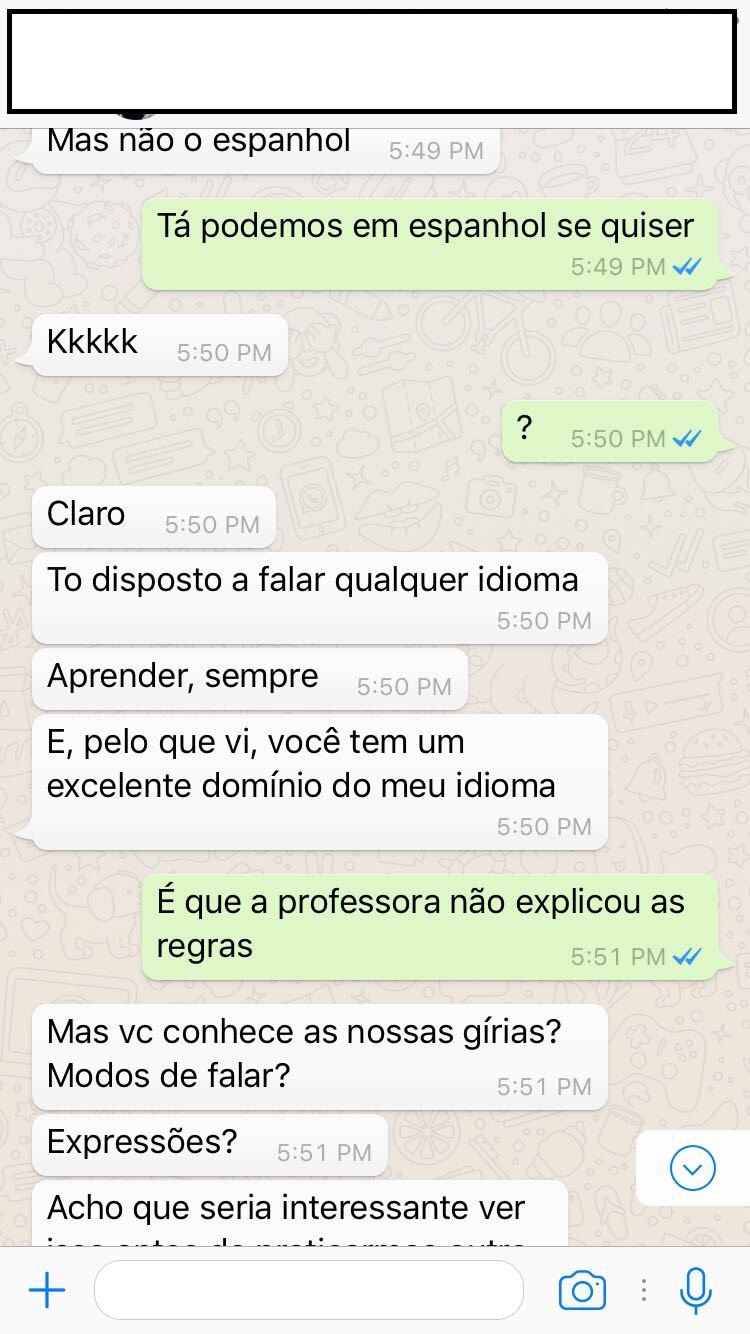 Mas não o espanhol 5:49 PM
Tá podemos em espanhol se quiser
5:49 PM
Kkkkk 5:50 PM
? 5:50 PM
Claro 5:50 PM
To disposto a falar qualquer idioma
5:50 PM
Aprender, sempre 5:50 PM
E, pelo que vi, você tem um
excelente domínio do meu idioma
5:50 PM
É que a professora não explicou as
regras 5:51 PM
Mas vc conhece as nossas gírias?
Modos de falar? 5:51 PM
Expressões? 5:51 PM
Acho que seria interessante ver